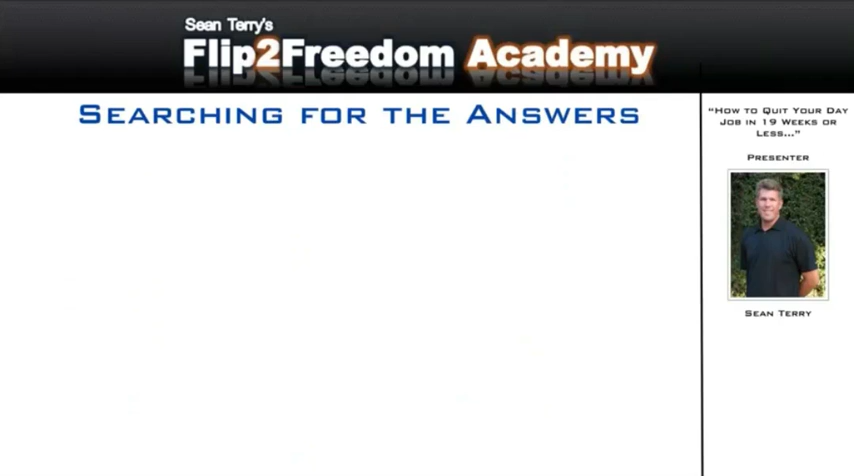 Sean Terry's
Flip2Freedom Academy
Searching for the Answers
"How to Quit Your Day
Job in 19 Weeks or
Less..."
Presenter
Sean Terry